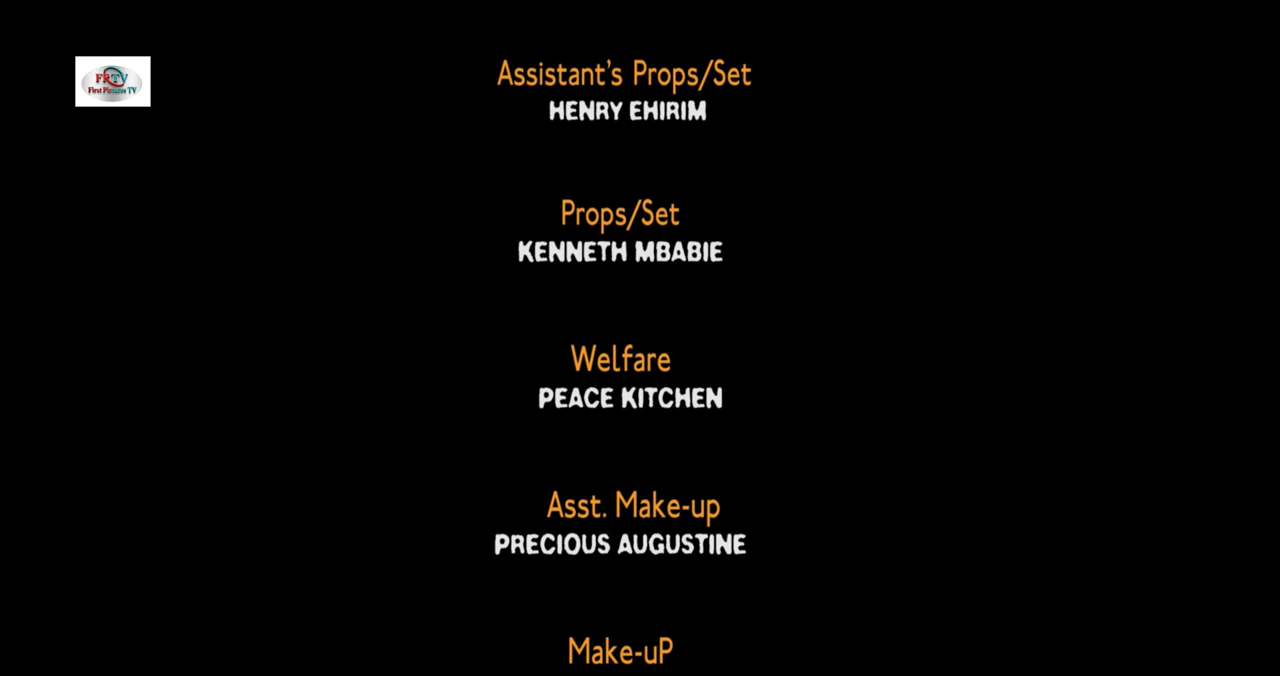 FRTV
First Pictures TV
Assistant's Props/Set
HENRY EHIRIM
Props/Set
KENNETH MBABIE
Welfare
PEACE KITCHEN
Asst. Make-up
PRECIOUS AUGUSTINE
Make-uP